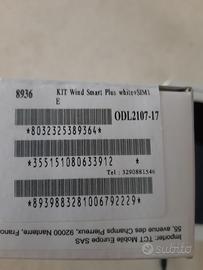 8936 KIT Wind Smart Plus white+SIM1
E
ODL2107-17
*8032325389364*
*355151080633912 *
Tel : 3290881546
*8939883281006792229*
Importer: TCT Mobile Europe SAS
55, avenue des Champs Pierreux, 92000 Nanterre, Franc
subito